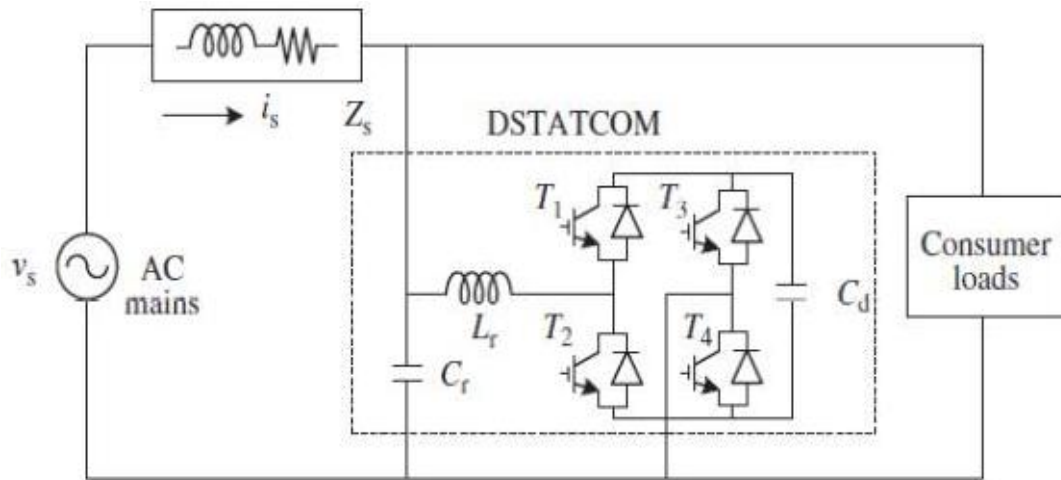 i_s
Z_s
DSTATCOM
T_1
T_3
v_s
AC
mains
L_r
T_2
T_4
C_d
C_r
Consumer
loads